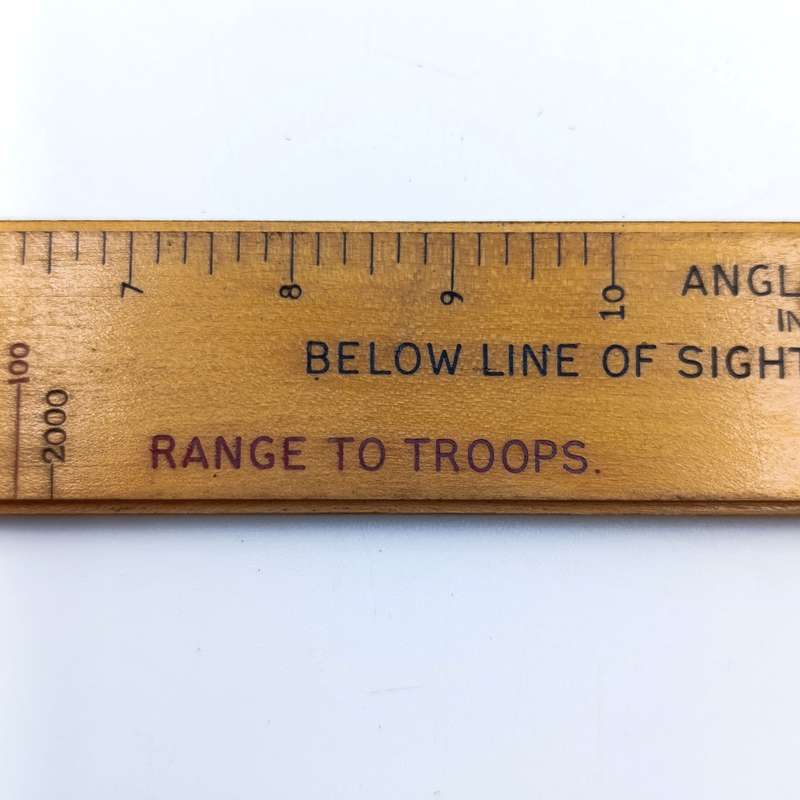 7 8 9 10
ANGL
IN
BELOW LINE OF SIGHT
100
2000
RANGE TO TROOPS.